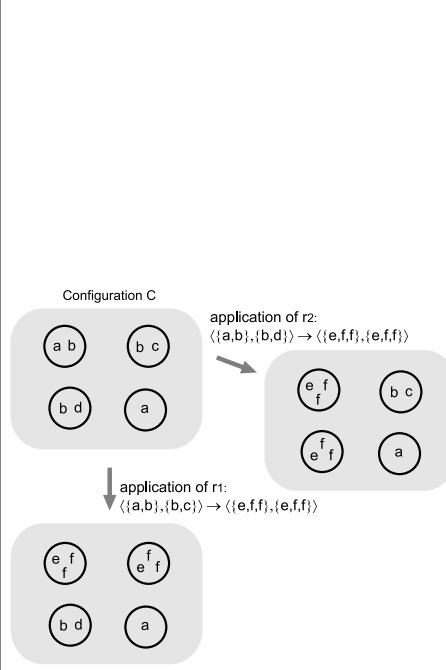 Configuration C
a b
b c
b d
a
application of r2:
⟨{a,b},{b,d}⟩ → ⟨{e,f,f},{e,f,f}⟩
e f
f
b c
f
e f
a
application of r1:
⟨{a,b},{b,c}⟩ → ⟨{e,f,f},{e,f,f}⟩
e f
f
f
e f
b d
a